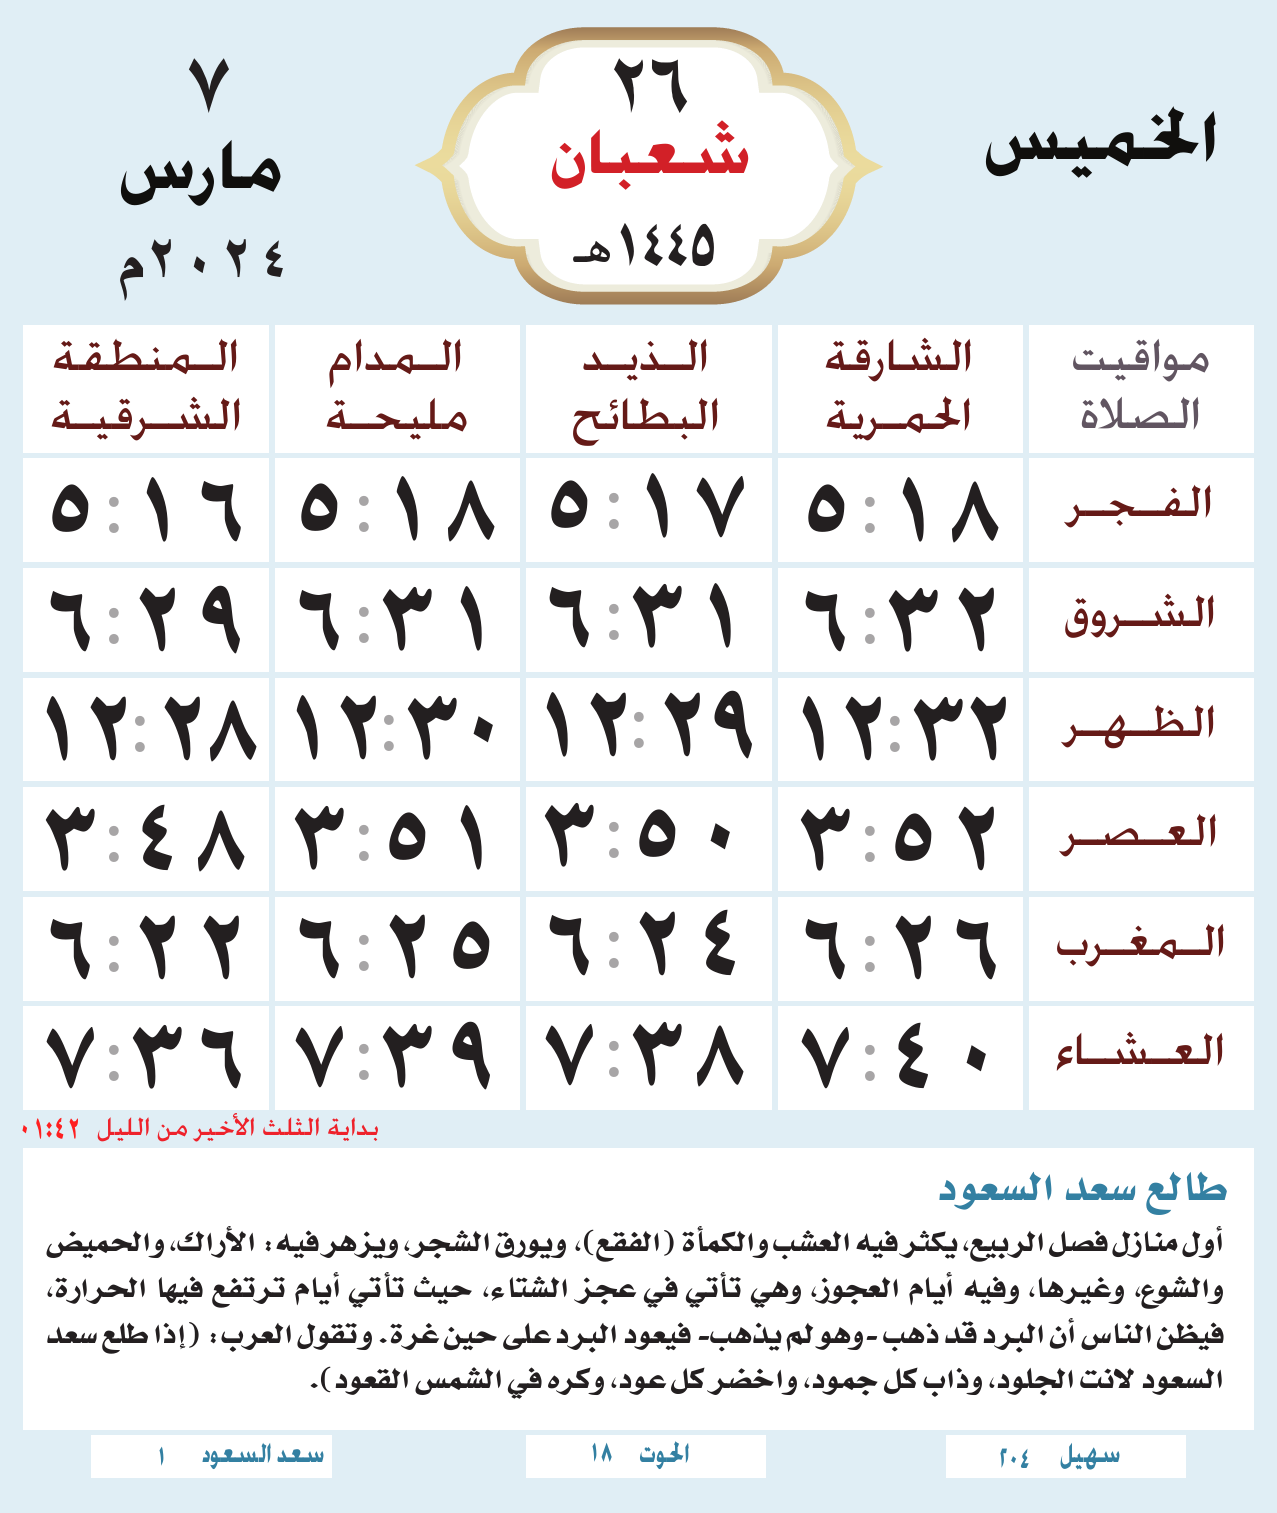 الخميس
٢٦
شعبان
١٤٤٥هـ
٧
مارس
٢٠٢٤م
مواقيت الصلاة	الشارقة الحمرية	الذيد البطائح	المدام مليحة	المنطقة الشرقية
الفجر	٥:١٨	٥:١٧	٥:١٨	٥:١٦
الشروق	٦:٣٢	٦:٣١	٦:٣١	٦:٢٩
الظهر	١٢:٣٢	١٢:٢٩	١٢:٣٠	١٢:٢٨
العصر	٣:٥٢	٣:٥٠	٣:٥١	٣:٤٨
المغرب	٦:٢٦	٦:٢٤	٦:٢٥	٦:٢٢
العشاء	٧:٤٠	٧:٣٨	٧:٣٩	٧:٣٦
بداية الثلث الأخير من الليل ٠١:٤٢
طالع سعد السعود
أول منازل فصل الربيع، يكثر فيه العشب والكمأة (الفقع)، ويورق الشجر، ويزهر فيه: الأراك، والحميض
والشوع، وغيرها، وفيه أيام العجوز، وهي تأتي في عجز الشتاء، حيث تأتي أيام ترتفع فيها الحرارة،
فيظن الناس أن البرد قد ذهب -وهو لم يذهب- فيعود البرد على حين غرة. وتقول العرب: (إذا طلع سعد
السعود لانت الجلود، وذاب كل جمود، واخضر كل عود، وكره في الشمس القعود).
سهيل ٢٠٤	الحوت ١٨	سعد السعود ١